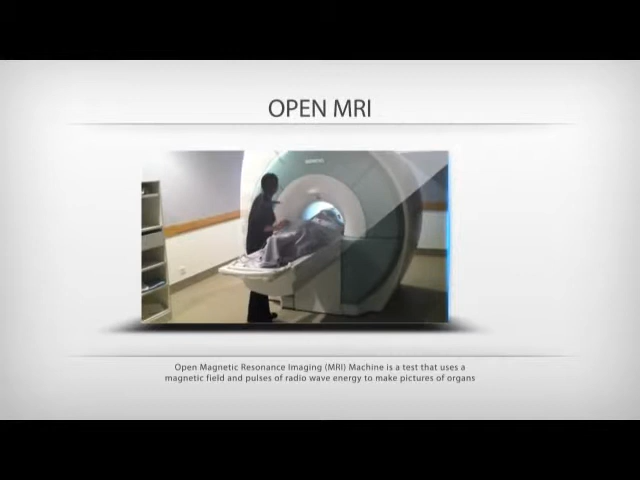 OPEN MRI
SIEMENS
Open Magnetic Resonance Imaging (MRI) Machine is a test that uses a
magnetic field and pulses of radio wave energy to make pictures of organs